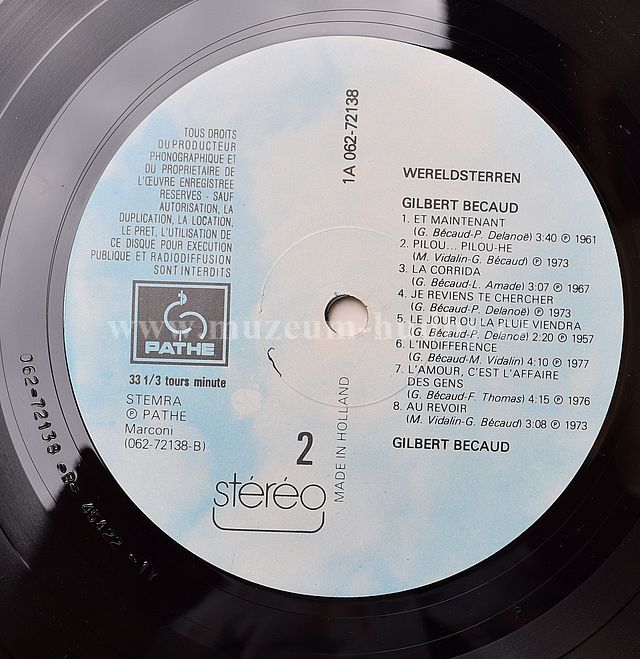 TOUS DROITS
DU PRODUCTEUR
PHONOGRAPHIQUE ET
DU PROPRIETAIRE DE
L'ŒUVRE ENREGISTREE
RESERVES - SAUF
AUTORISATION, LA
DUPLICATION, LA LOCATION,
LE PRET, L'UTILISATION DE
CE DISQUE POUR EXECUTION
PUBLIQUE ET RADIODIFFUSION
SONT INTERDITS
PATHE
33 1/3 tours minute
STEMRA
℗ PATHE
Marconi
(062-72138-B)
2
stéréo
MADE IN HOLLAND
1A 062-72138
WERELDSTERREN
GILBERT BECAUD
1. ET MAINTENANT
(G. Bécaud-P. Delanoë) 3:40 ℗ 1961
2. PILOU... PILOU-HE
(M. Vidalin-G. Bécaud) ℗ 1973
3. LA CORRIDA
(G. Bécaud-L. Amade) 3:07 ℗ 1967
4. JE REVIENS TE CHERCHER
(G. Bécaud-P. Delanoë) ℗ 1973
5. LE JOUR OU LA PLUIE VIENDRA
(G. Bécaud-P. Delanoë) 2:20 ℗ 1957
6. L'INDIFFERENCE
(G. Bécaud-M. Vidalin) 4:10 ℗ 1977
7. L'AMOUR, C'EST L'AFFAIRE
DES GENS
(G. Bécaud-F. Thomas) 4:15 ℗ 1976
8. AU REVOIR
(M. Vidalin-G. Bécaud) 3:08 ℗ 1973
GILBERT BECAUD
062-72138